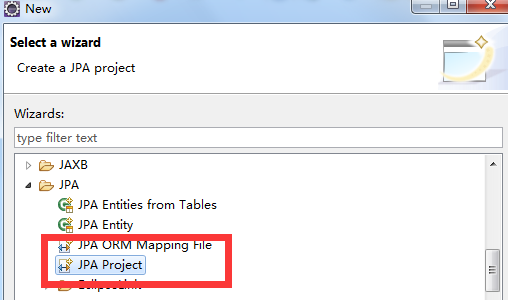 New
Select a wizard
Create a JPA project
Wizards:
type filter text
JAXB
JPA
JPA Entities from Tables
JPA Entity
JPA ORM Mapping File
JPA Project
EclipseLink